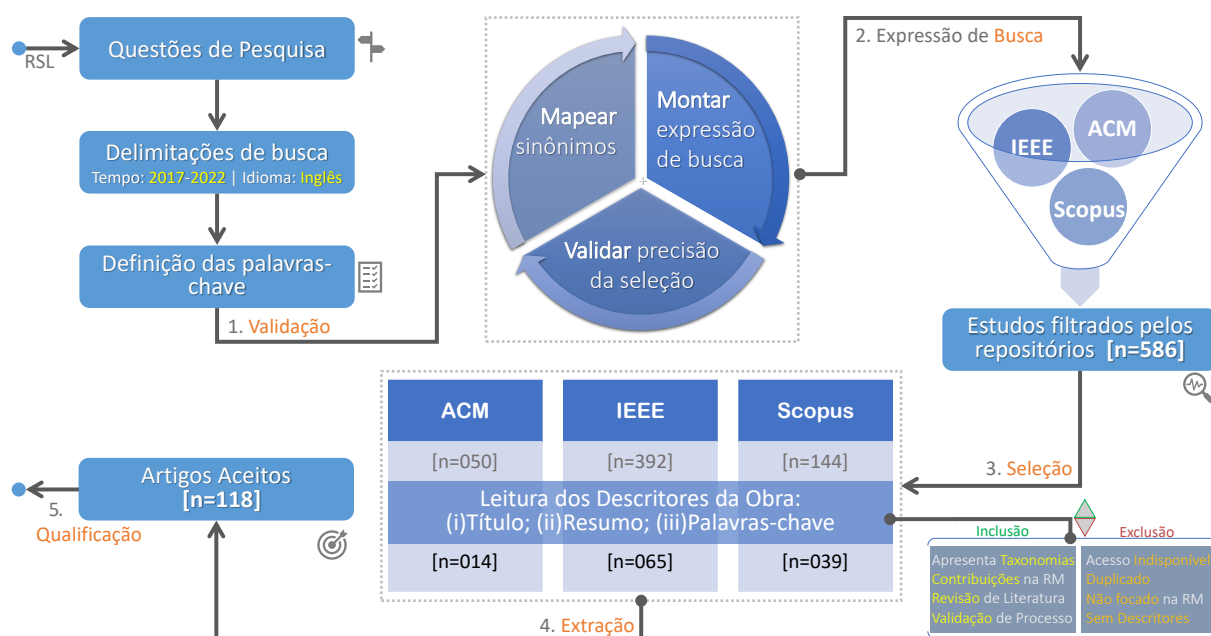 RSL
Questões de Pesquisa
Delimitações de busca
Tempo: 2017-2022 | Idioma: Inglês
Definição das palavras-
chave
1. Validação
Mapear
sinônimos
Montar
expressão
de busca
Validar precisão
da seleção
2. Expressão de Busca
IEEE
ACM
Scopus
Estudos filtrados pelos
repositórios [n=586]
3. Seleção
ACM
IEEE
Scopus
[n=050]
[n=392]
[n=144]
Leitura dos Descritores da Obra:
(i)Título; (ii)Resumo; (iii)Palavras-chave
[n=014]
[n=065]
[n=039]
Inclusão
Apresenta Taxonomias
Contribuições na RM
Revisão de Literatura
Validação de Processo
Exclusão
Acesso Indisponível
Duplicado
Não focado na RM
Sem Descritores
4. Extração
Artigos Aceitos
[n=118]
5.
Qualificação